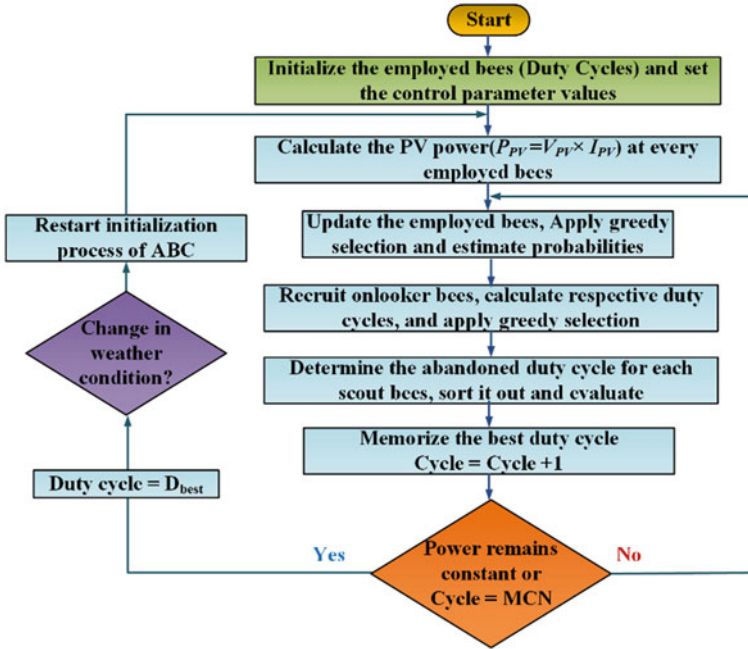 Start
Initialize the employed bees (Duty Cycles) and set
the control parameter values
Calculate the PV power(P_PV =V_PV× I_PV) at every
employed bees
Update the employed bees, Apply greedy
selection and estimate probabilities
Recruit onlooker bees, calculate respective duty
cycles, and apply greedy selection
Determine the abandoned duty cycle for each
scout bees, sort it out and evaluate
Memorize the best duty cycle
Cycle = Cycle +1
Power remains
constant or
Cycle = MCN
No
Yes
Duty cycle = D_best
Change in
weather
condition?
Restart initialization
process of ABC